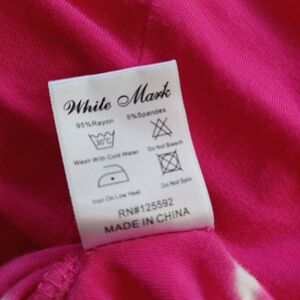 White Mark
95%Rayon 5%Spandex
30°C
Wash With Cold Water Do Not Bleach
Iron On Low Heat Do Not Spin
RN#125592
MADE IN CHINA